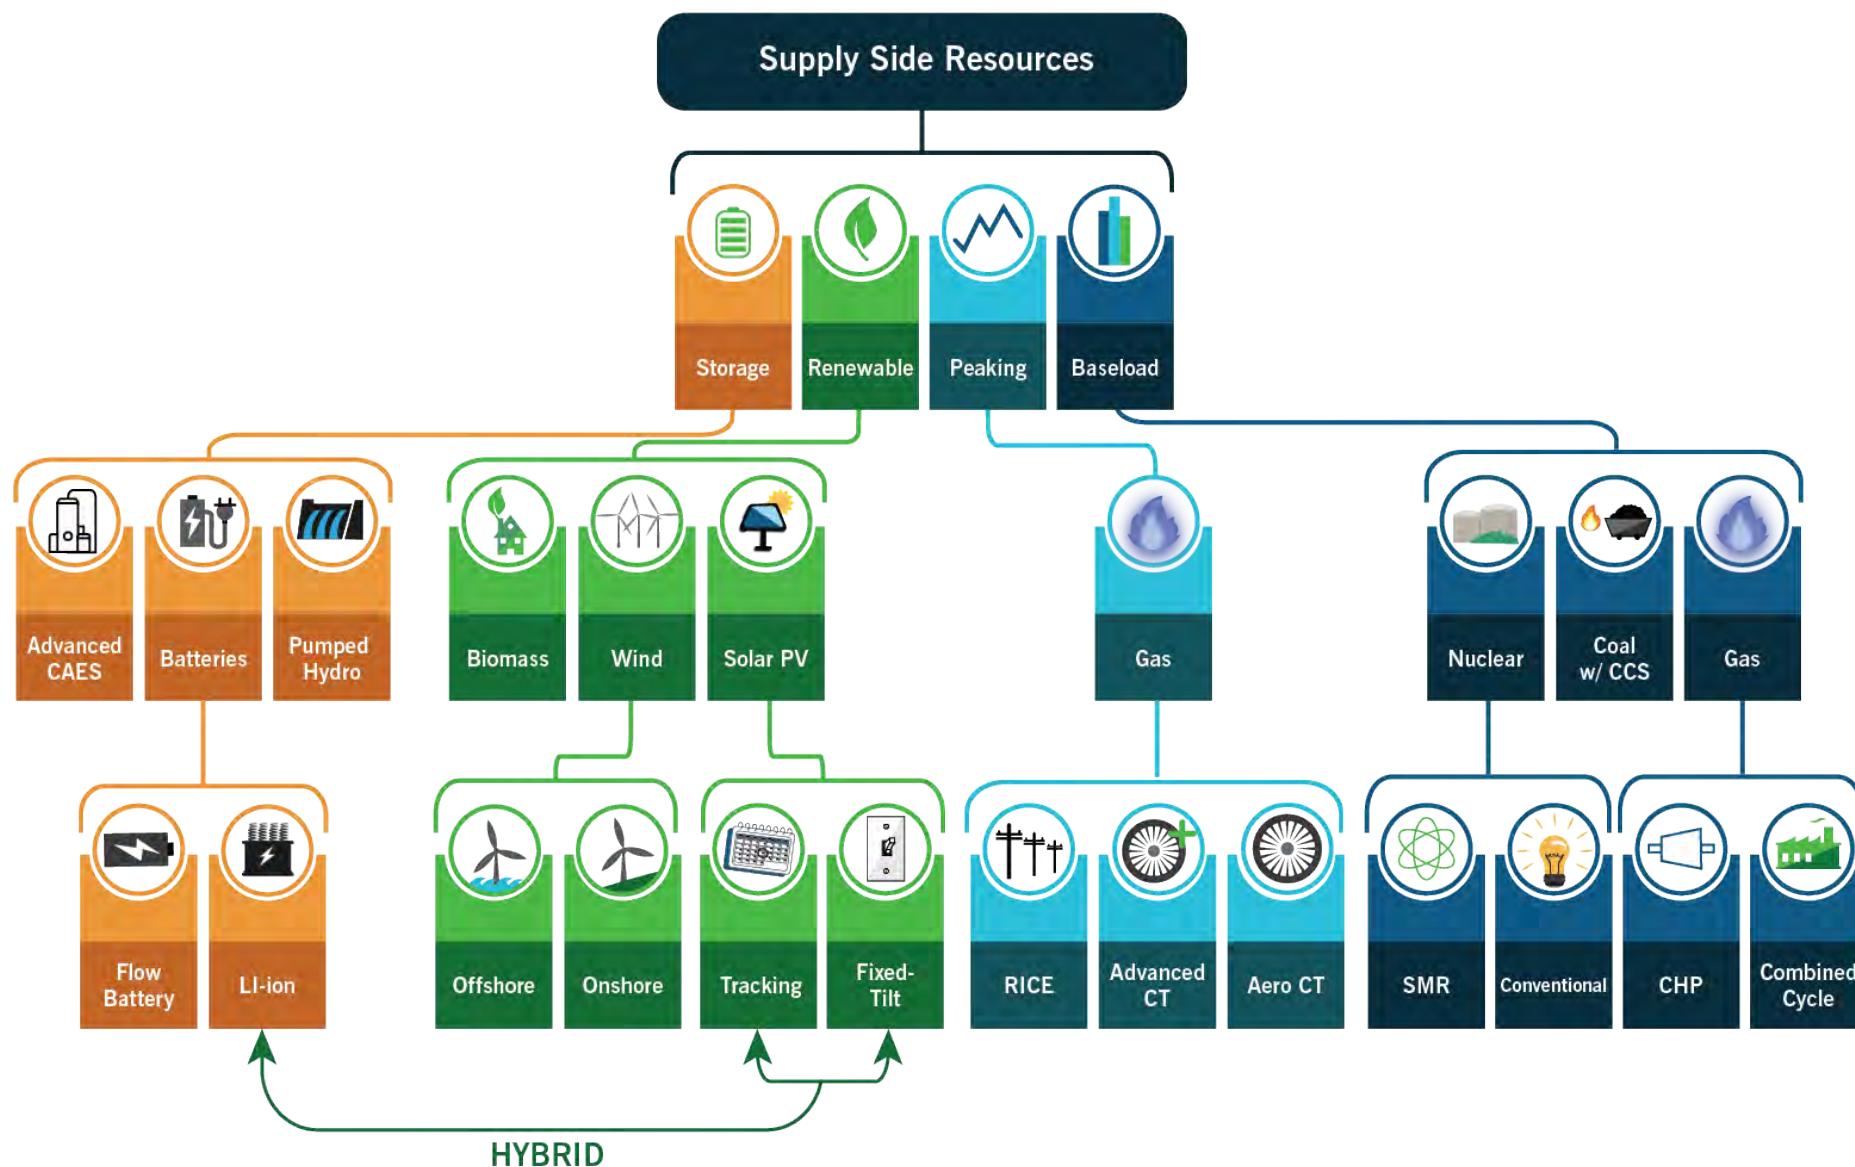 Supply Side Resources
Storage
Renewable
Peaking
Baseload
Advanced
CAES
Batteries
Pumped
Hydro
Biomass
Wind
Solar PV
Gas
Nuclear
Coal
w/ CCS
Gas
Flow
Battery
LI-ion
Offshore
Onshore
Tracking
Fixed-
Tilt
RICE
Advanced
CT
Aero CT
SMR
Conventional
CHP
Combined
Cycle
HYBRID